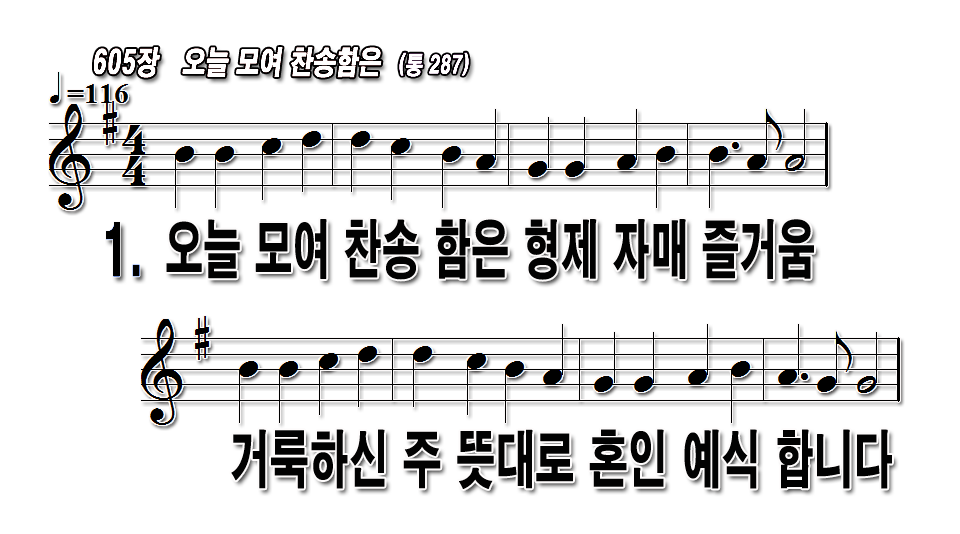 605장 오늘 모여 찬송함은 (통 287)
♩=116
4
4
1. 오늘 모여 찬송 함은 형제 자매 즐거움
거룩하신 주 뜻대로 혼인 예식 합니다